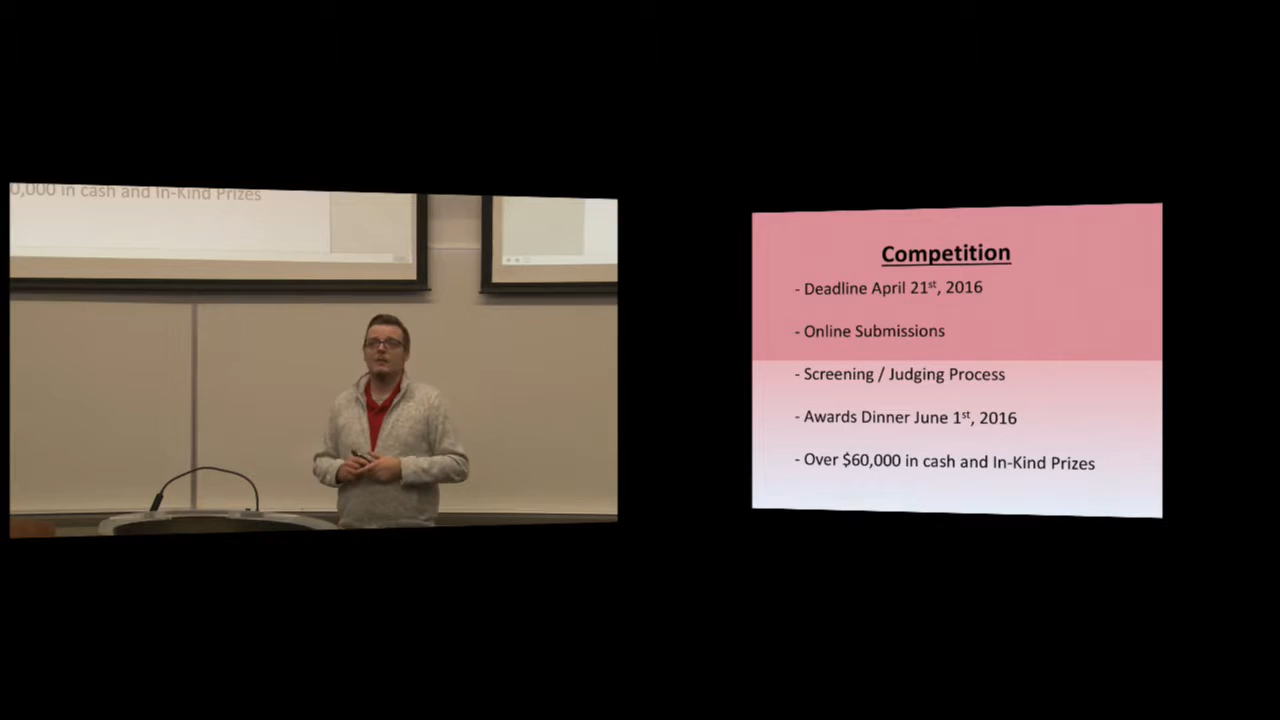 0,000 in cash and In-Kind Prizes
Competition
- Deadline April 21st, 2016
- Online Submissions
- Screening / Judging Process
- Awards Dinner June 1st, 2016
- Over $60,000 in cash and In-Kind Prizes